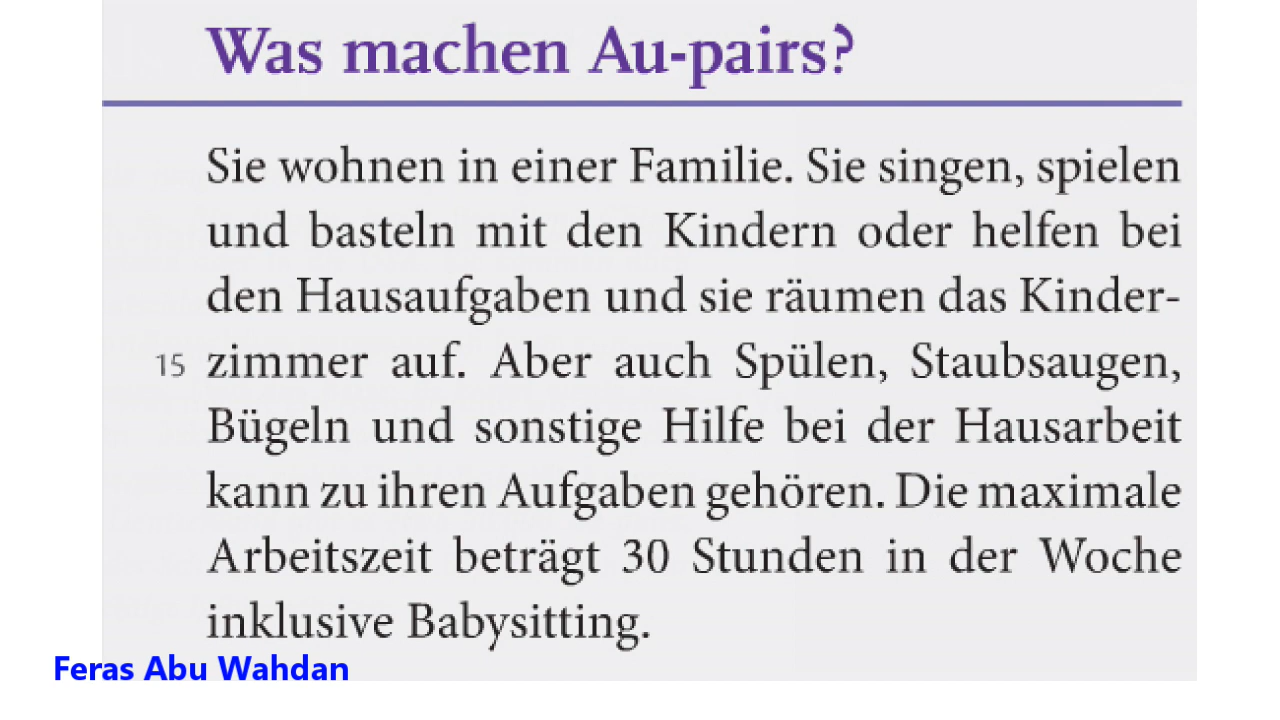 Was machen Au-pairs?
Sie wohnen in einer Familie. Sie singen, spielen
und basteln mit den Kindern oder helfen bei
den Hausaufgaben und sie räumen das Kinder-
15 zimmer auf. Aber auch Spülen, Staubsaugen,
Bügeln und sonstige Hilfe bei der Hausarbeit
kann zu ihren Aufgaben gehören. Die maximale
Arbeitszeit beträgt 30 Stunden in der Woche
inklusive Babysitting.
Feras Abu Wahdan